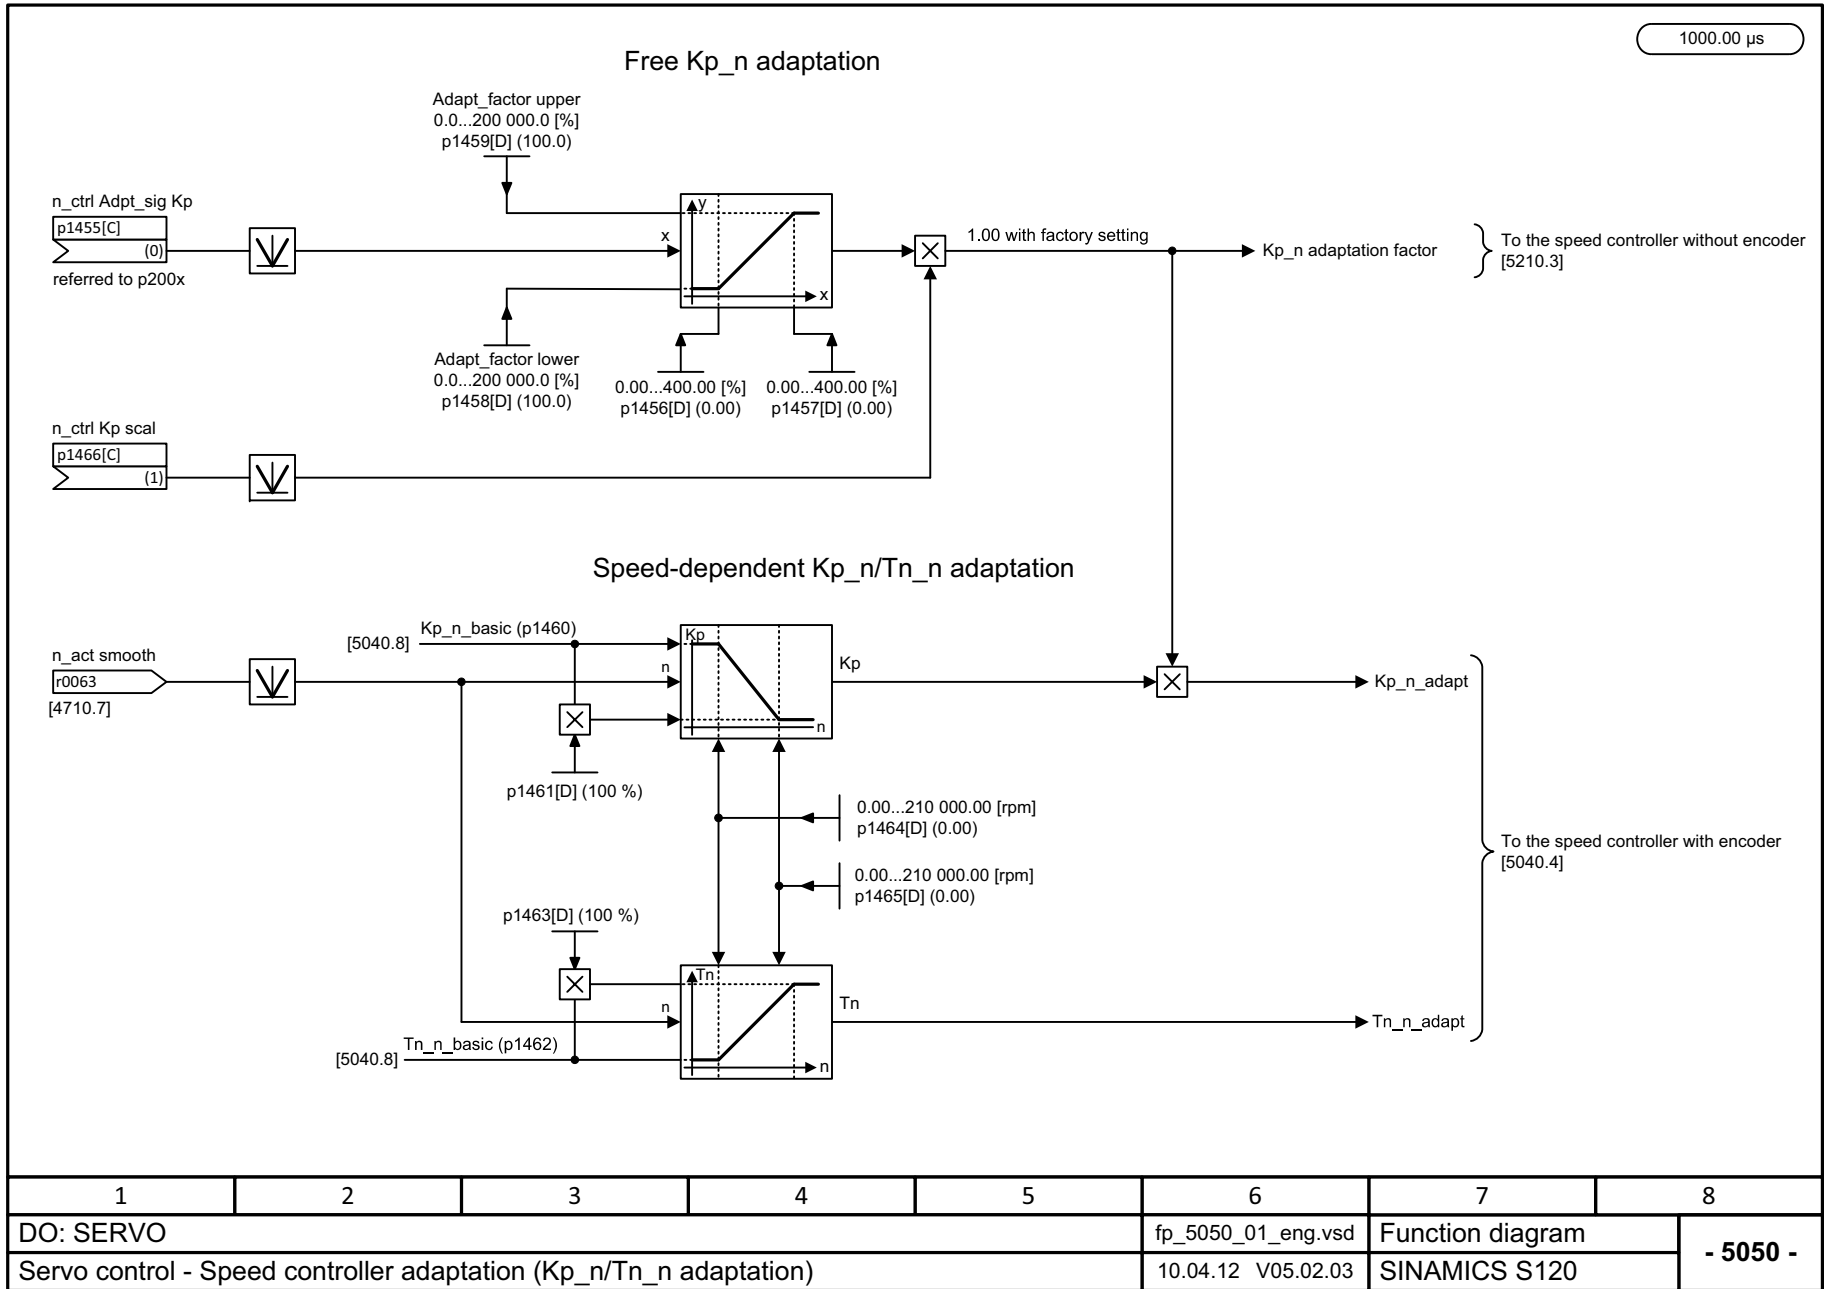 1000.00 µs
Free Kp_n adaptation
Adapt_factor upper
0.0...200 000.0 [%]
p1459[D] (100.0)
n_ctrl Adpt_sig Kp
p1455[C]
(0)
referred to p200x
y
x
x
1.00 with factory setting
Kp_n adaptation factor
To the speed controller without encoder
[5210.3]
Adapt_factor lower
0.0...200 000.0 [%]
p1458[D] (100.0)
0.00...400.00 [%]
p1456[D] (0.00)
0.00...400.00 [%]
p1457[D] (0.00)
n_ctrl Kp scal
p1466[C]
(1)
Speed-dependent Kp_n/Tn_n adaptation
[5040.8]
Kp_n_basic (p1460)
n_act smooth
r0063
[4710.7]
Kp
n
n
Kp
Kp_n_adapt
p1461[D] (100 %)
0.00...210 000.00 [rpm]
p1464[D] (0.00)
0.00...210 000.00 [rpm]
p1465[D] (0.00)
To the speed controller with encoder
[5040.4]
p1463[D] (100 %)
Tn
n
n
Tn
Tn_n_adapt
[5040.8]
Tn_n_basic (p1462)
1 2 3 4 5 6 7 8
DO: SERVO
fp_5050_01_eng.vsd
Function diagram
- 5050 -
Servo control - Speed controller adaptation (Kp_n/Tn_n adaptation)
10.04.12 V05.02.03
SINAMICS S120